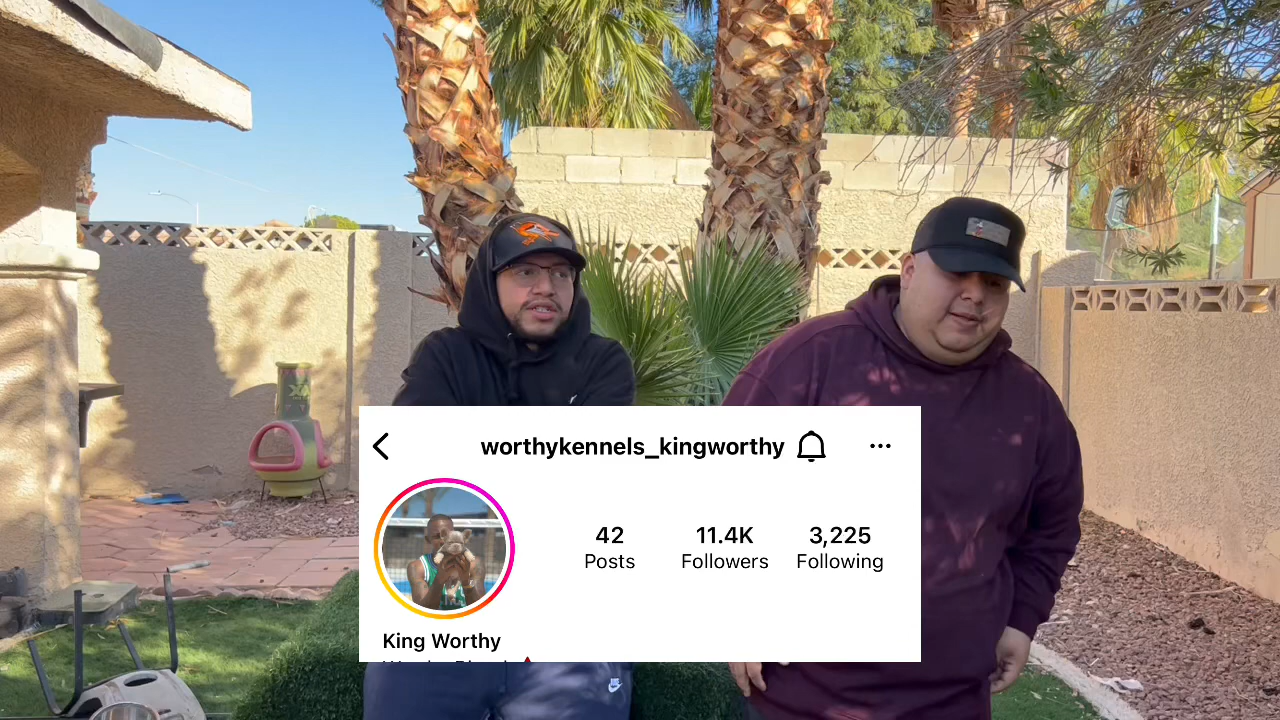 worthykennels_kingworthy
42 11.4K 3,225
Posts Followers Following
King Worthy